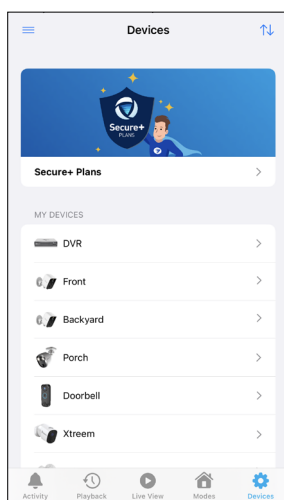 Devices
Secure+
PLANS
Secure+ Plans
MY DEVICES
DVR
Front
Backyard
Porch
Doorbell
Xtreem
Activity
Playback
Live View
Modes
Devices